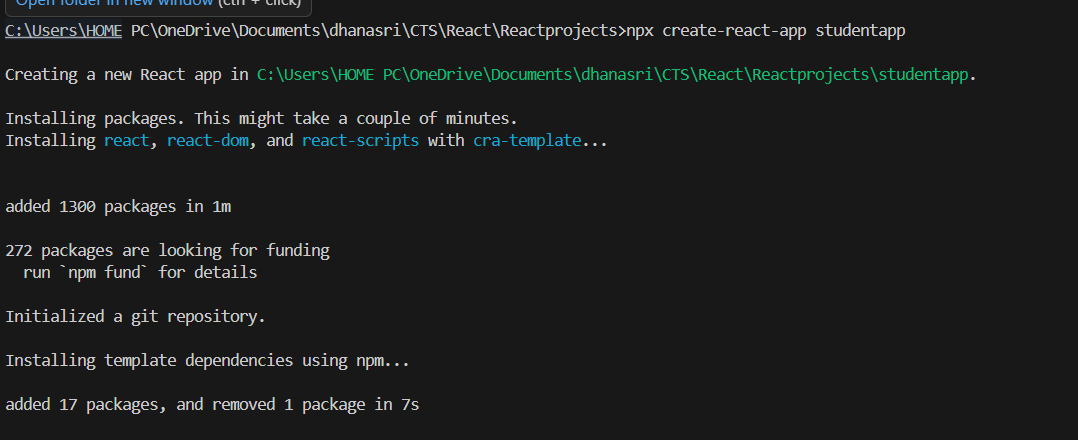 Open folder in new window (ctrl + click)
C:\Users\HOME PC\OneDrive\Documents\dhanasri\CTS\React\Reactprojects>npx create-react-app studentapp
Creating a new React app in C:\Users\HOME PC\OneDrive\Documents\dhanasri\CTS\React\Reactprojects\studentapp.
Installing packages. This might take a couple of minutes.
Installing react, react-dom, and react-scripts with cra-template...
added 1300 packages in 1m
272 packages are looking for funding
  run `npm fund` for details
Initialized a git repository.
Installing template dependencies using npm...
added 17 packages, and removed 1 package in 7s